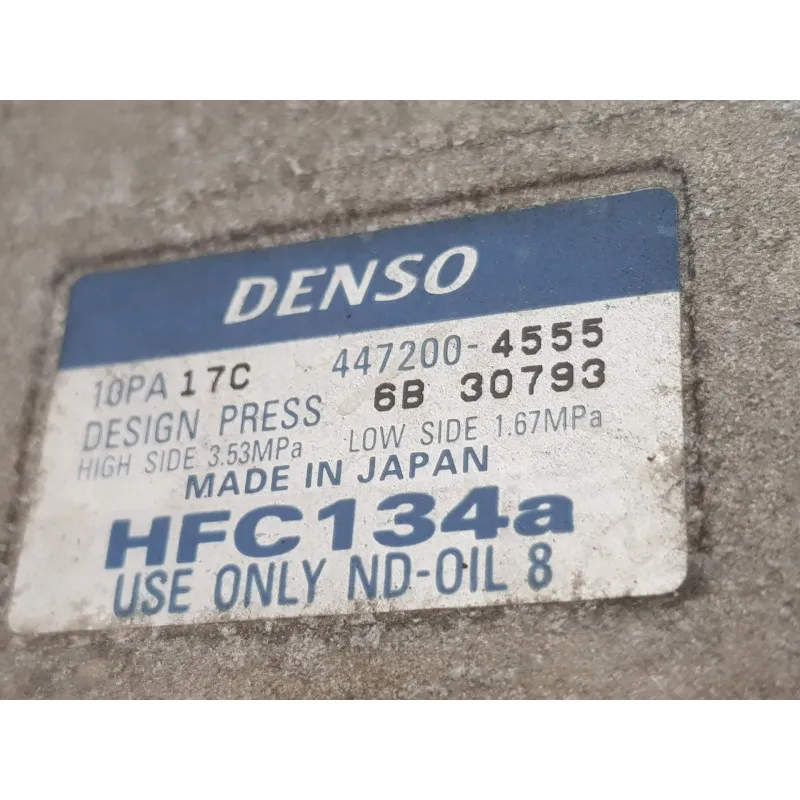 DENSO
10PA 17C 447200-4555
DESIGN PRESS 6B 30793
HIGH SIDE 3.53MPa LOW SIDE 1.67MPa
MADE IN JAPAN
HFC134a
USE ONLY ND-OIL 8